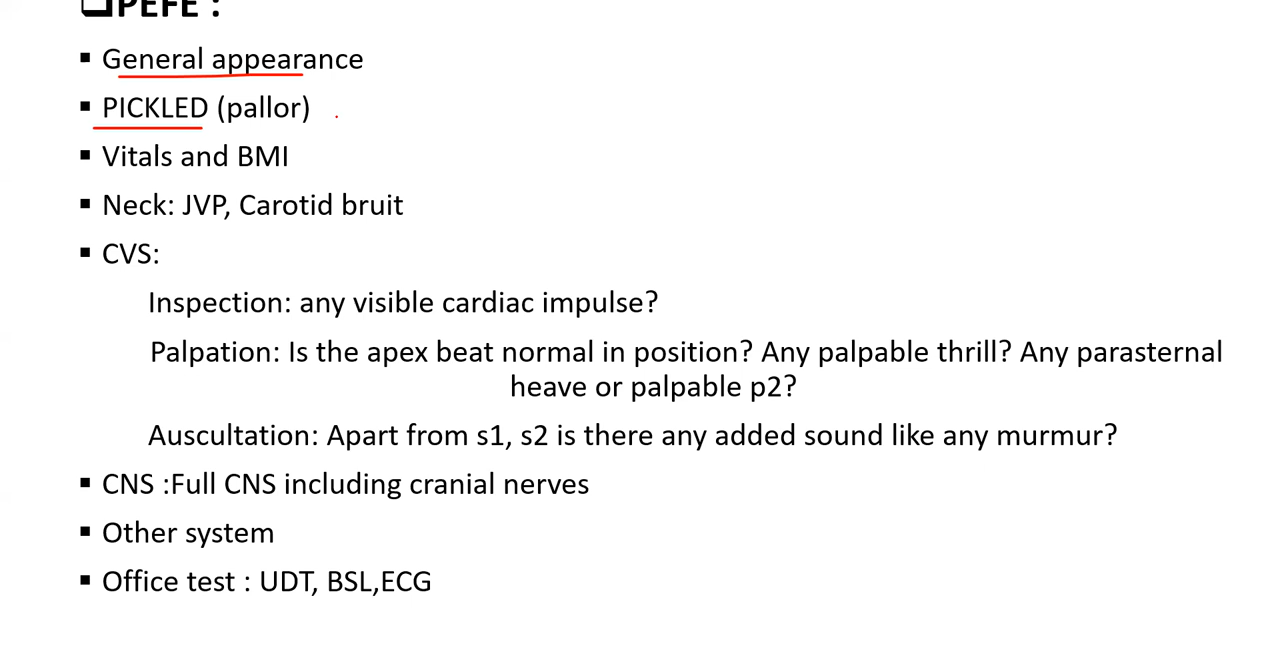 ❑PEFE :
▪ General appearance
▪ PICKLED (pallor)
▪ Vitals and BMI
▪ Neck: JVP, Carotid bruit
▪ CVS:
Inspection: any visible cardiac impulse?
Palpation: Is the apex beat normal in position? Any palpable thrill? Any parasternal
heave or palpable p2?
Auscultation: Apart from s1, s2 is there any added sound like any murmur?
▪ CNS :Full CNS including cranial nerves
▪ Other system
▪ Office test : UDT, BSL,ECG